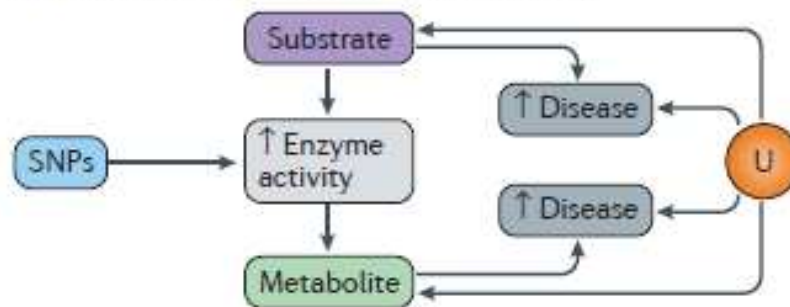 Substrate
↑ Disease
SNPs
↑ Enzyme
activity
U
↑ Disease
Metabolite